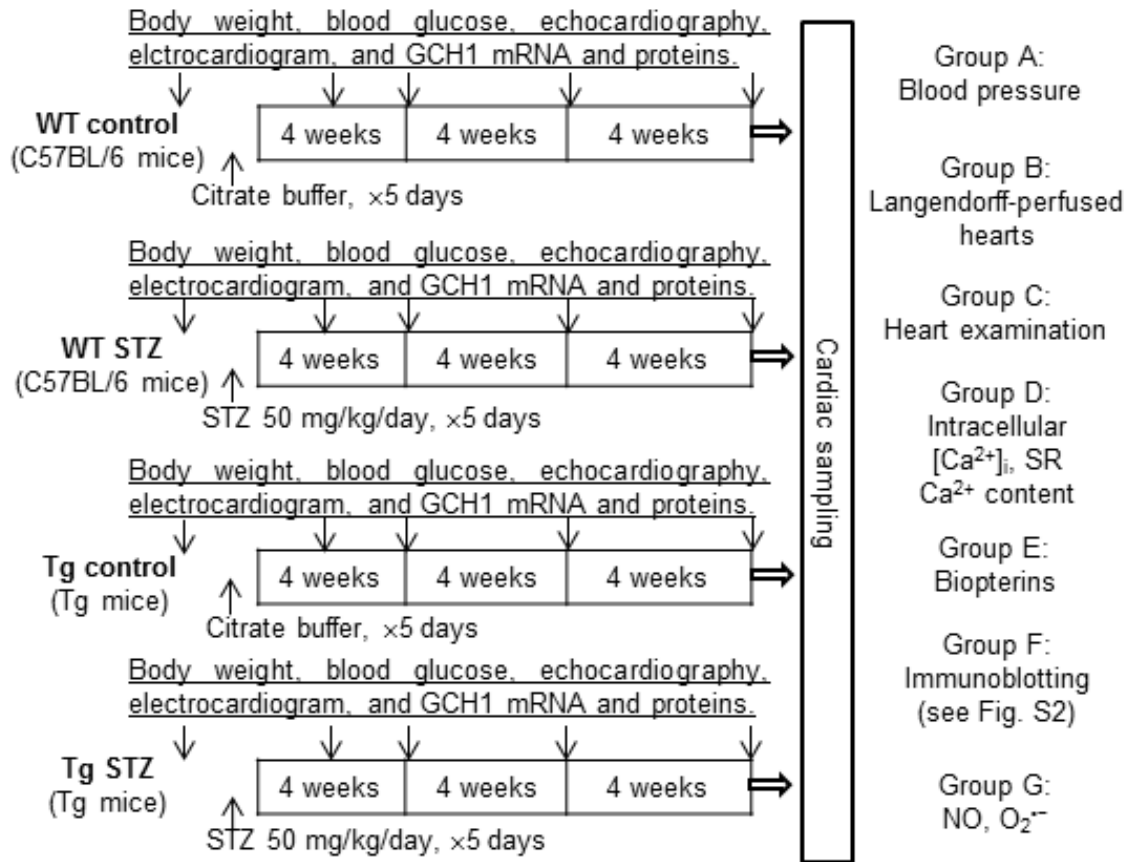 Body weight, blood glucose, echocardiography,
elctrocardiogram, and GCH1 mRNA and proteins.
WT control
(C57BL/6 mice)
4 weeks
4 weeks
4 weeks
Citrate buffer, ×5 days
Body weight, blood glucose, echocardiography,
electrocardiogram, and GCH1 mRNA and proteins.
WT STZ
(C57BL/6 mice)
4 weeks
4 weeks
4 weeks
STZ 50 mg/kg/day, ×5 days
Body weight, blood glucose, echocardiography,
electrocardiogram, and GCH1 mRNA and proteins.
Tg control
(Tg mice)
4 weeks
4 weeks
4 weeks
Citrate buffer, ×5 days
Body weight, blood glucose, echocardiography,
electrocardiogram, and GCH1 mRNA and proteins.
Tg STZ
(Tg mice)
4 weeks
4 weeks
4 weeks
STZ 50 mg/kg/day, ×5 days
Cardiac sampling
Group A:
Blood pressure
Group B:
Langendorff-perfused
hearts
Group C:
Heart examination
Group D:
Intracellular
[Ca²⁺]ᵢ, SR
Ca²⁺ content
Group E:
Biopterins
Group F:
Immunoblotting
(see Fig. S2)
Group G:
NO, O₂•⁻